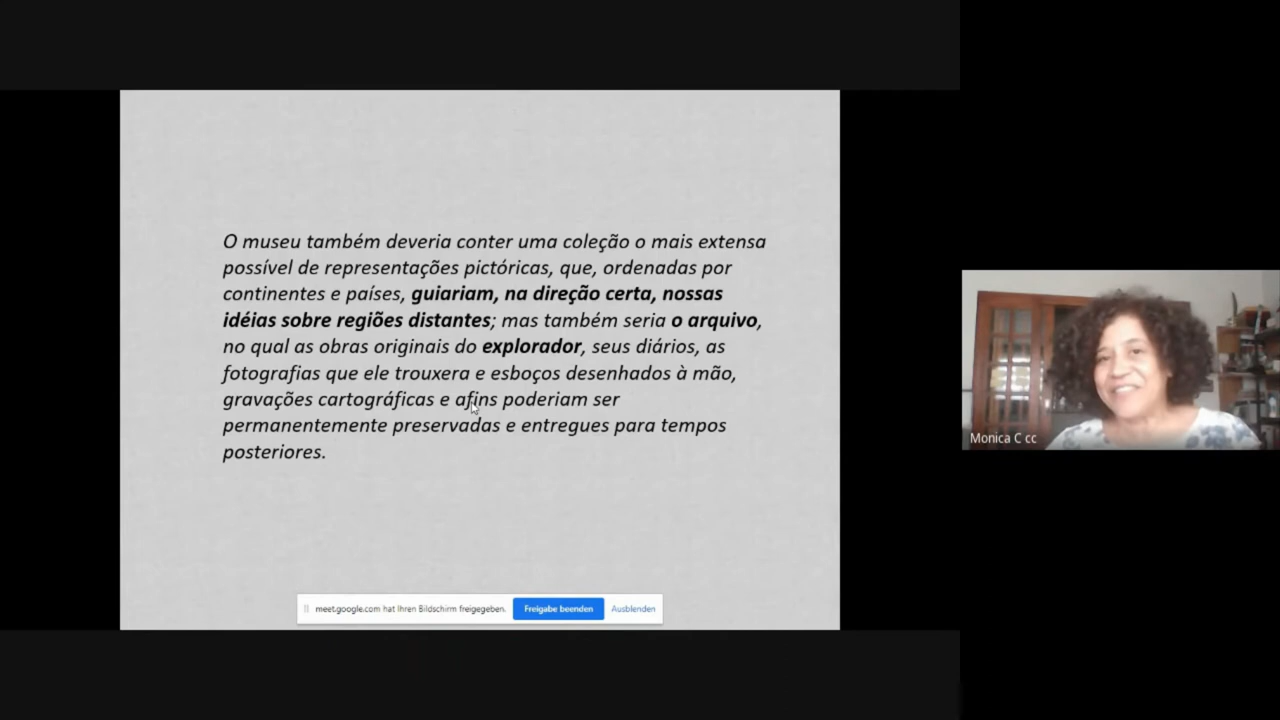 O museu também deveria conter uma coleção o mais extensa
possível de representações pictóricas, que, ordenadas por
continentes e países, guiariam, na direção certa, nossas
idéias sobre regiões distantes; mas também seria o arquivo,
no qual as obras originais do explorador, seus diários, as
fotografias que ele trouxera e esboços desenhados à mão,
gravações cartográficas e afins poderiam ser
permanentemente preservadas e entregues para tempos
posteriores.
meet.google.com hat Ihren Bildschirm freigegeben. Freigabe beenden Ausblenden
Monica C cc